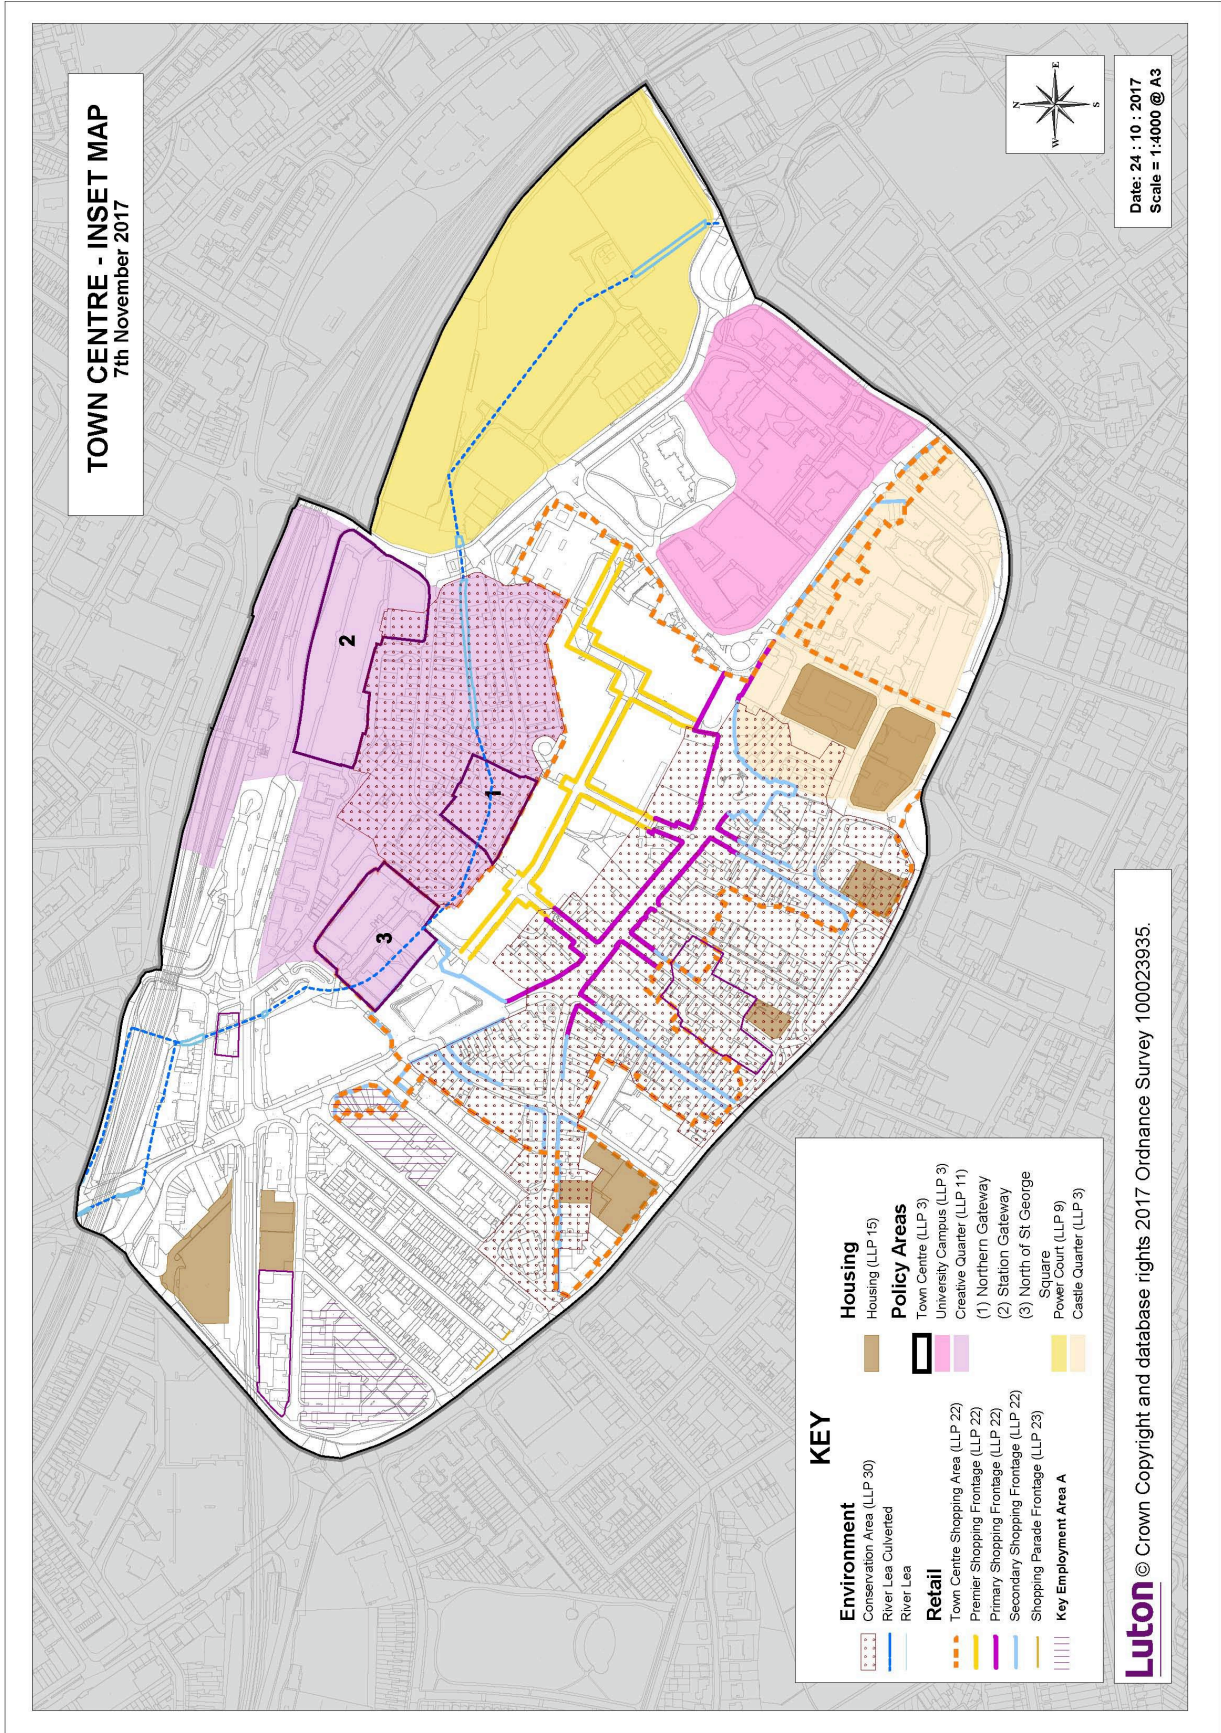 TOWN CENTRE - INSET MAP
7th November 2017
2
1
3
N
W
E
S
Date: 24 : 10 : 2017
Scale = 1:4000 @ A3
KEY
Environment
Conservation Area (LLP 30)
River Lea Culverted
River Lea
Retail
Town Centre Shopping Area (LLP 22)
Premier Shopping Frontage (LLP 22)
Primary Shopping Frontage (LLP 22)
Secondary Shopping Frontage (LLP 22)
Shopping Parade Frontage (LLP 23)
Key Employment Area A
Housing
Housing (LLP 15)
Policy Areas
Town Centre (LLP 3)
University Campus (LLP 3)
Creative Quarter (LLP 11)
(1) Northern Gateway
(2) Station Gateway
(3) North of St George
Square
Power Court (LLP 9)
Castle Quarter (LLP 3)
Luton © Crown Copyright and database rights 2017 Ordnance Survey 100023935.